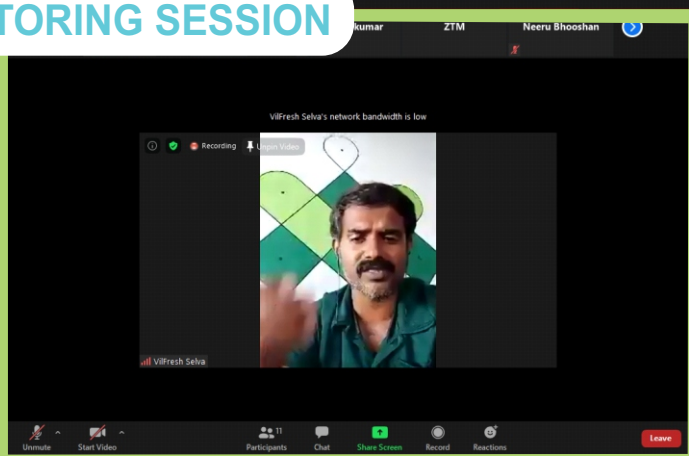 TORING SESSION
kumar
ZTM
Neeru Bhooshan
VilFresh Selva's network bandwidth is low
Recording
Unpin Video
VilFresh Selva
Unmute
Start Video
11
Participants
Chat
Share Screen
Record
Reactions
Leave